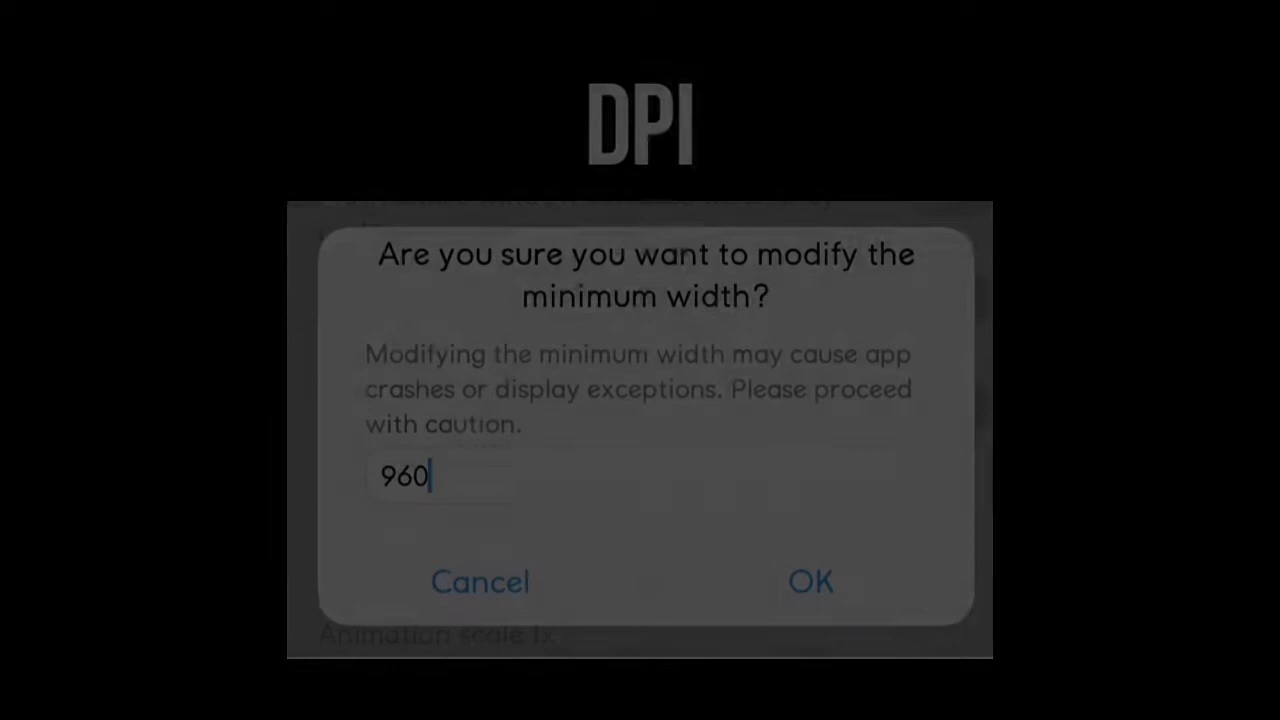 DPI
Are you sure you want to modify the
minimum width?
Modifying the minimum width may cause app
crashes or display exceptions. Please proceed
with caution.
960
Cancel
OK
Animation scale 1x